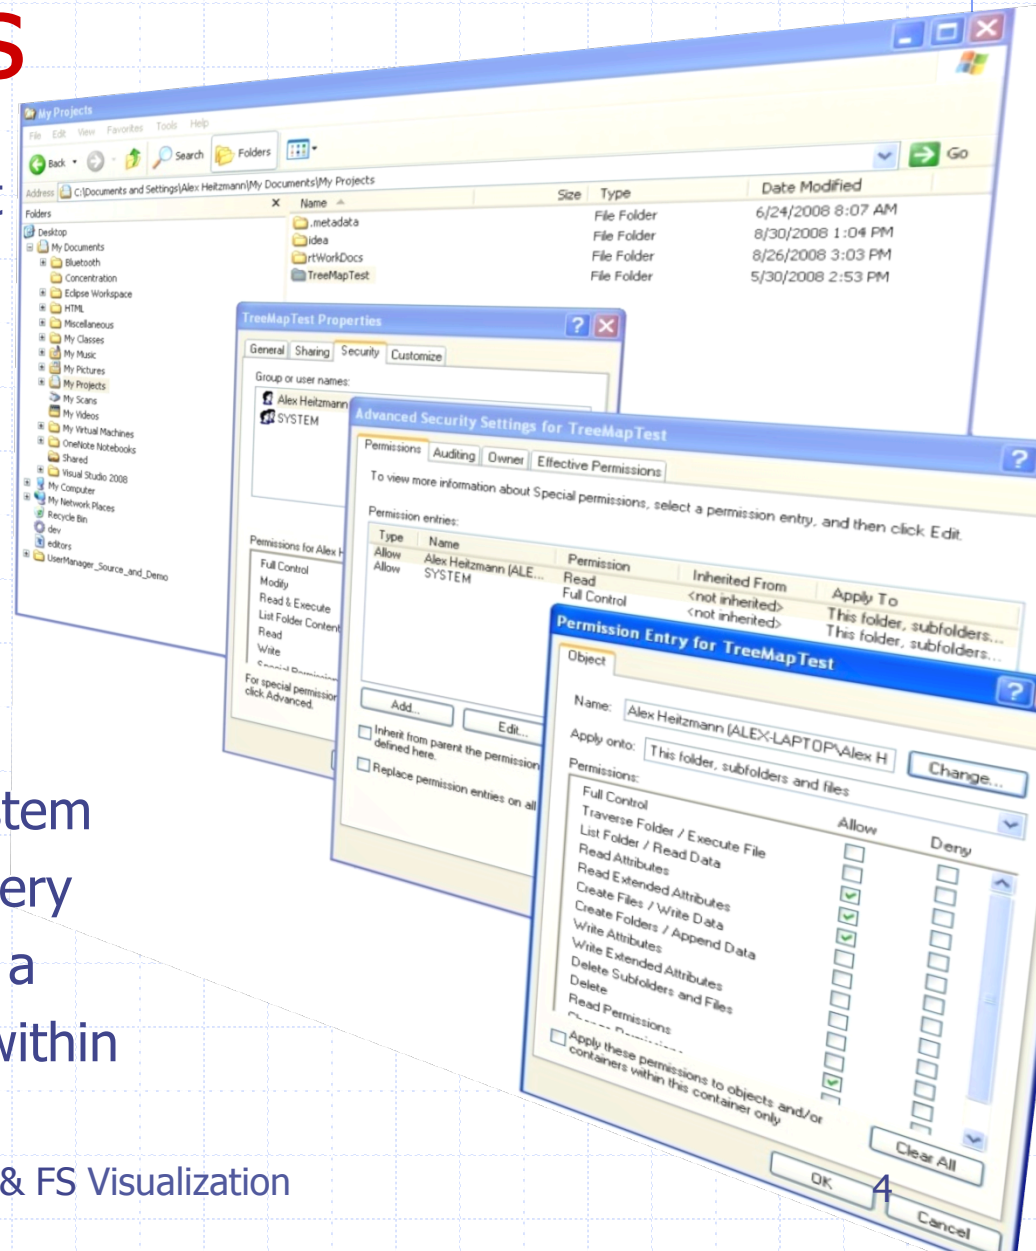 s
My Projects
File Edit View Favorites Tools Help
Back Search Folders
Address C:\Documents and Settings\Alex Heitzmann\My Documents\My Projects Go
Folders X
Desktop
My Documents
Bluetooth
Concentration
Eclipse Workspace
HTML
Miscellaneous
My Classes
My Music
My Pictures
My Projects
My Scans
My Videos
My Virtual Machines
OneNote Notebooks
Shared
Visual Studio 2008
My Computer
My Network Places
Recycle Bin
dev
editors
UserManager_Source_and_Demo
Name Size Type Date Modified
.metadata File Folder 6/24/2008 8:07 AM
idea File Folder 8/30/2008 1:04 PM
rtWorkDocs File Folder 8/26/2008 3:03 PM
TreeMapTest File Folder 5/30/2008 2:53 PM
TreeMapTest Properties
General Sharing Security Customize
Group or user names:
Alex Heitzmann
SYSTEM
Permissions for Alex H
Full Control
Modify
Read & Execute
List Folder Content
Read
Write
For special permission
click Advanced.
Advanced Security Settings for TreeMapTest
Permissions Auditing Owner Effective Permissions
To view more information about Special permissions, select a permission entry, and then click Edit.
Permission entries:
Type Name Permission Inherited From Apply To
Allow Alex Heitzmann (ALE... Read <not inherited> This folder, subfolders...
Allow SYSTEM Full Control <not inherited> This folder, subfolders...
Add... Edit...
Inherit from parent the permission
defined here.
Replace permission entries on all
Permission Entry for TreeMapTest
Object
Name: Alex Heitzmann (ALEX-LAPTOP\Alex H Change...
Apply onto: This folder, subfolders and files
Permissions: Allow Deny
Full Control
Traverse Folder / Execute File
List Folder / Read Data
Read Attributes
Read Extended Attributes
Create Files / Write Data
Create Folders / Append Data
Write Attributes
Write Extended Attributes
Delete Subfolders and Files
Delete
Read Permissions
Apply these permissions to objects and/or
containers within this container only
Clear All
OK Cancel
tem
ery
a
within
& FS Visualization
4